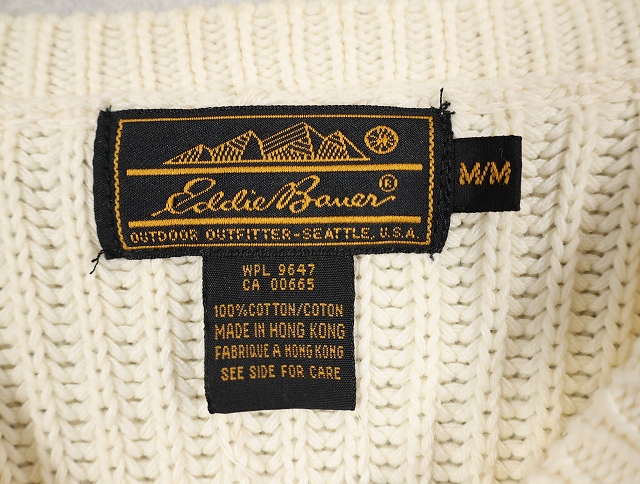 Eddie Bauer®
OUTDOOR OUTFITTER-SEATTLE, U.S.A.
M/M
WPL 9647
CA 00665
100%COTTON/COTON
MADE IN HONG KONG
FABRIQUE A HONG KONG
SEE SIDE FOR CARE